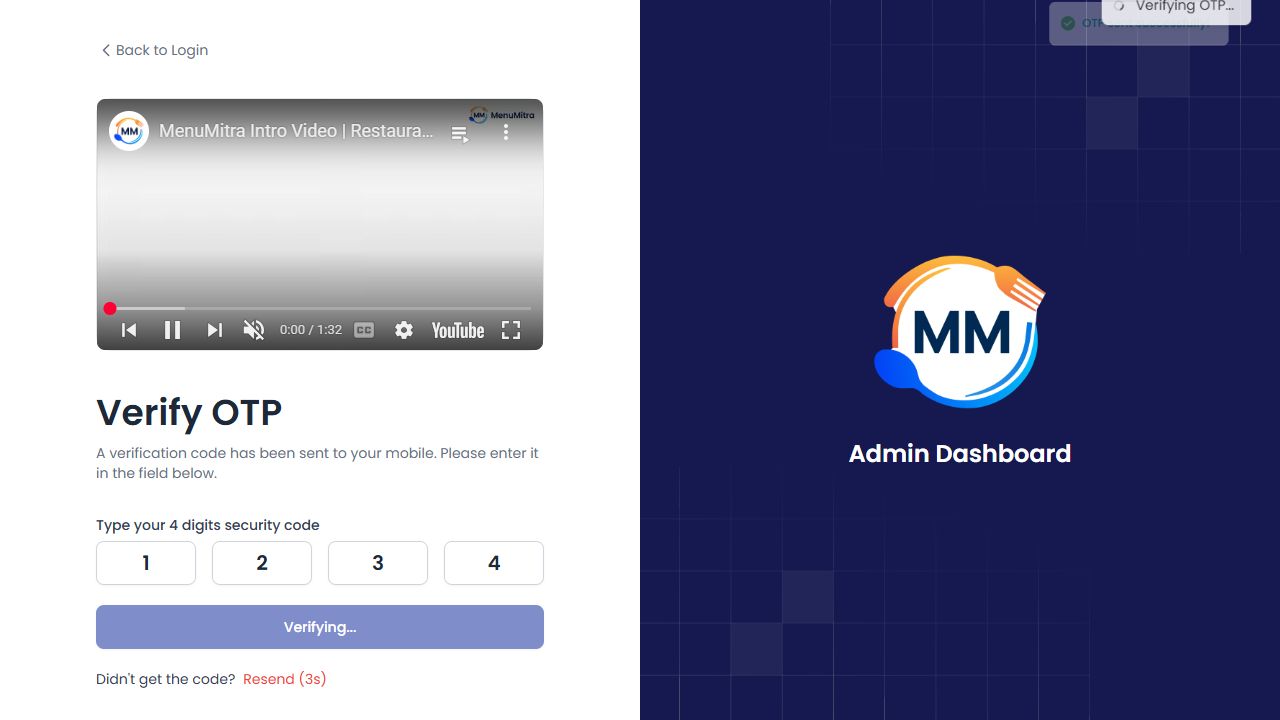 Back to Login
MM MenuMitra
MM
MenuMitra Intro Video | Restaura...
0:00 / 1:32
CC
YouTube
Verify OTP
A verification code has been sent to your mobile. Please enter it
in the field below.
Type your 4 digits security code
1 2 3 4
Verifying...
Didn't get the code? Resend (3s)
Verifying OTP...
OTP
MM
Admin Dashboard